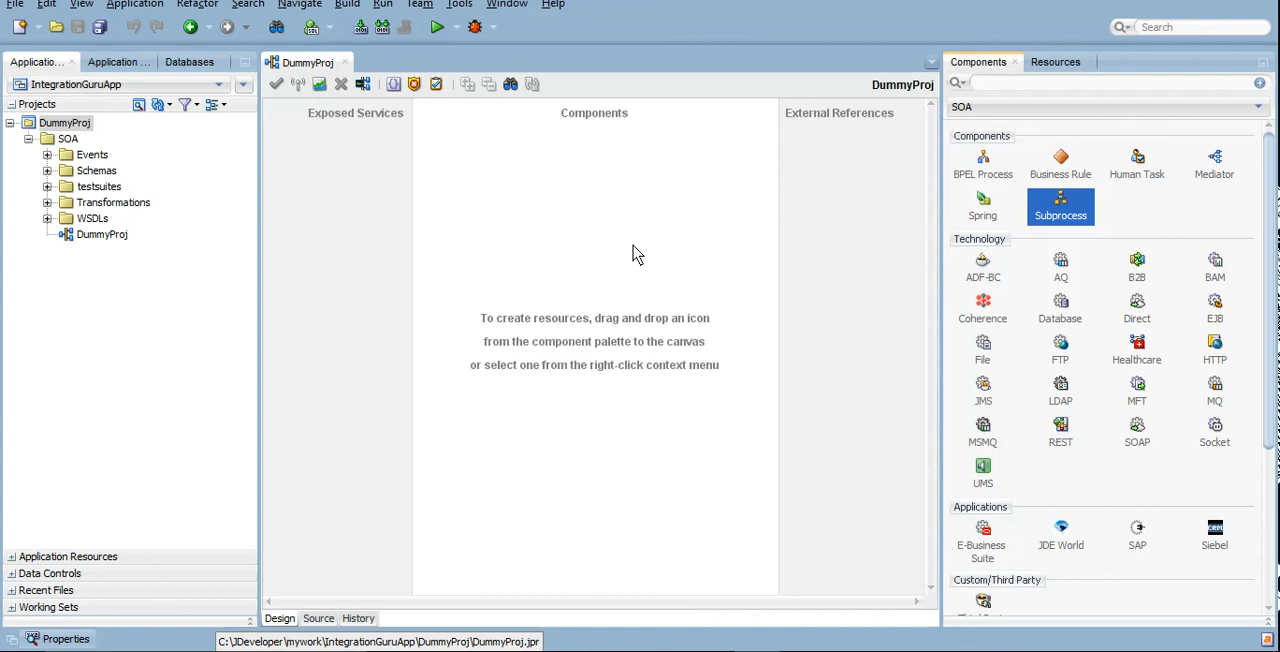 File Edit View Application Refactor Search Navigate Build Run Team Tools Window Help
Search
Applicatio... Application ... Databases
DummyProj
Components Resources
IntegrationGuruApp
Projects
DummyProj
SOA
Events
Schemas
testsuites
Transformations
WSDLs
DummyProj
Application Resources
Data Controls
Recent Files
Working Sets
Properties
DummyProj
Exposed Services Components External References
To create resources, drag and drop an icon
from the component palette to the canvas
or select one from the right-click context menu
Design Source History
C:\JDeveloper\mywork\IntegrationGuruApp\DummyProj\DummyProj.jpr
SOA
Components
BPEL Process Business Rule Human Task Mediator
Spring Subprocess
Technology
ADF-BC AQ B2B BAM
Coherence Database Direct EJB
File FTP Healthcare HTTP
JMS LDAP MFT MQ
MSMQ REST SOAP Socket
UMS
Applications
E-Business JDE World SAP Siebel
Suite
Custom/Third Party